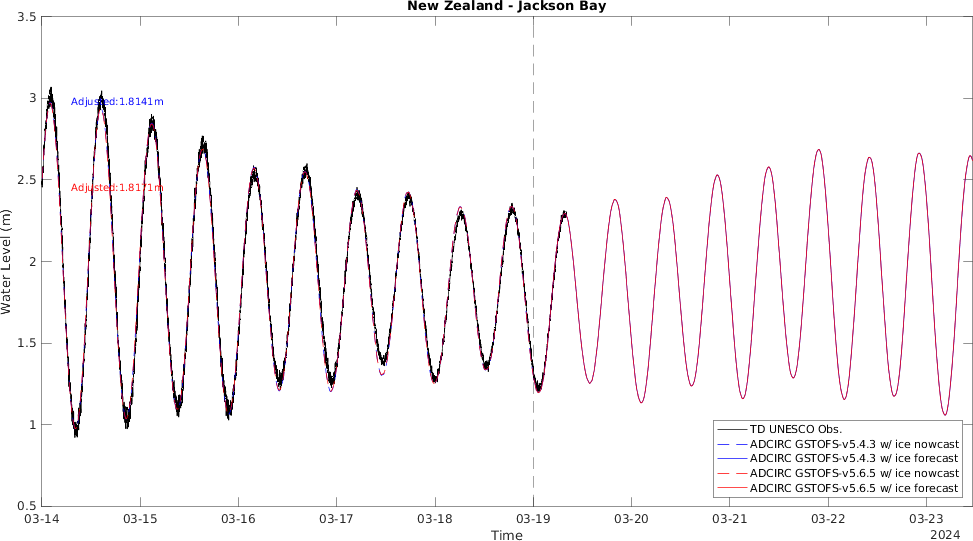 New Zealand - Jackson Bay
3.5
3
2.5
2
1.5
1
0.5
Water Level (m)
Adjusted:1.8141m
Adjusted:1.8171m
TD UNESCO Obs.
ADCIRC GSTOFS-v5.4.3 w/ ice nowcast
ADCIRC GSTOFS-v5.4.3 w/ ice forecast
ADCIRC GSTOFS-v5.6.5 w/ ice nowcast
ADCIRC GSTOFS-v5.6.5 w/ ice forecast
03-14 03-15 03-16 03-17 03-18 03-19 03-20 03-21 03-22 03-23
Time
2024